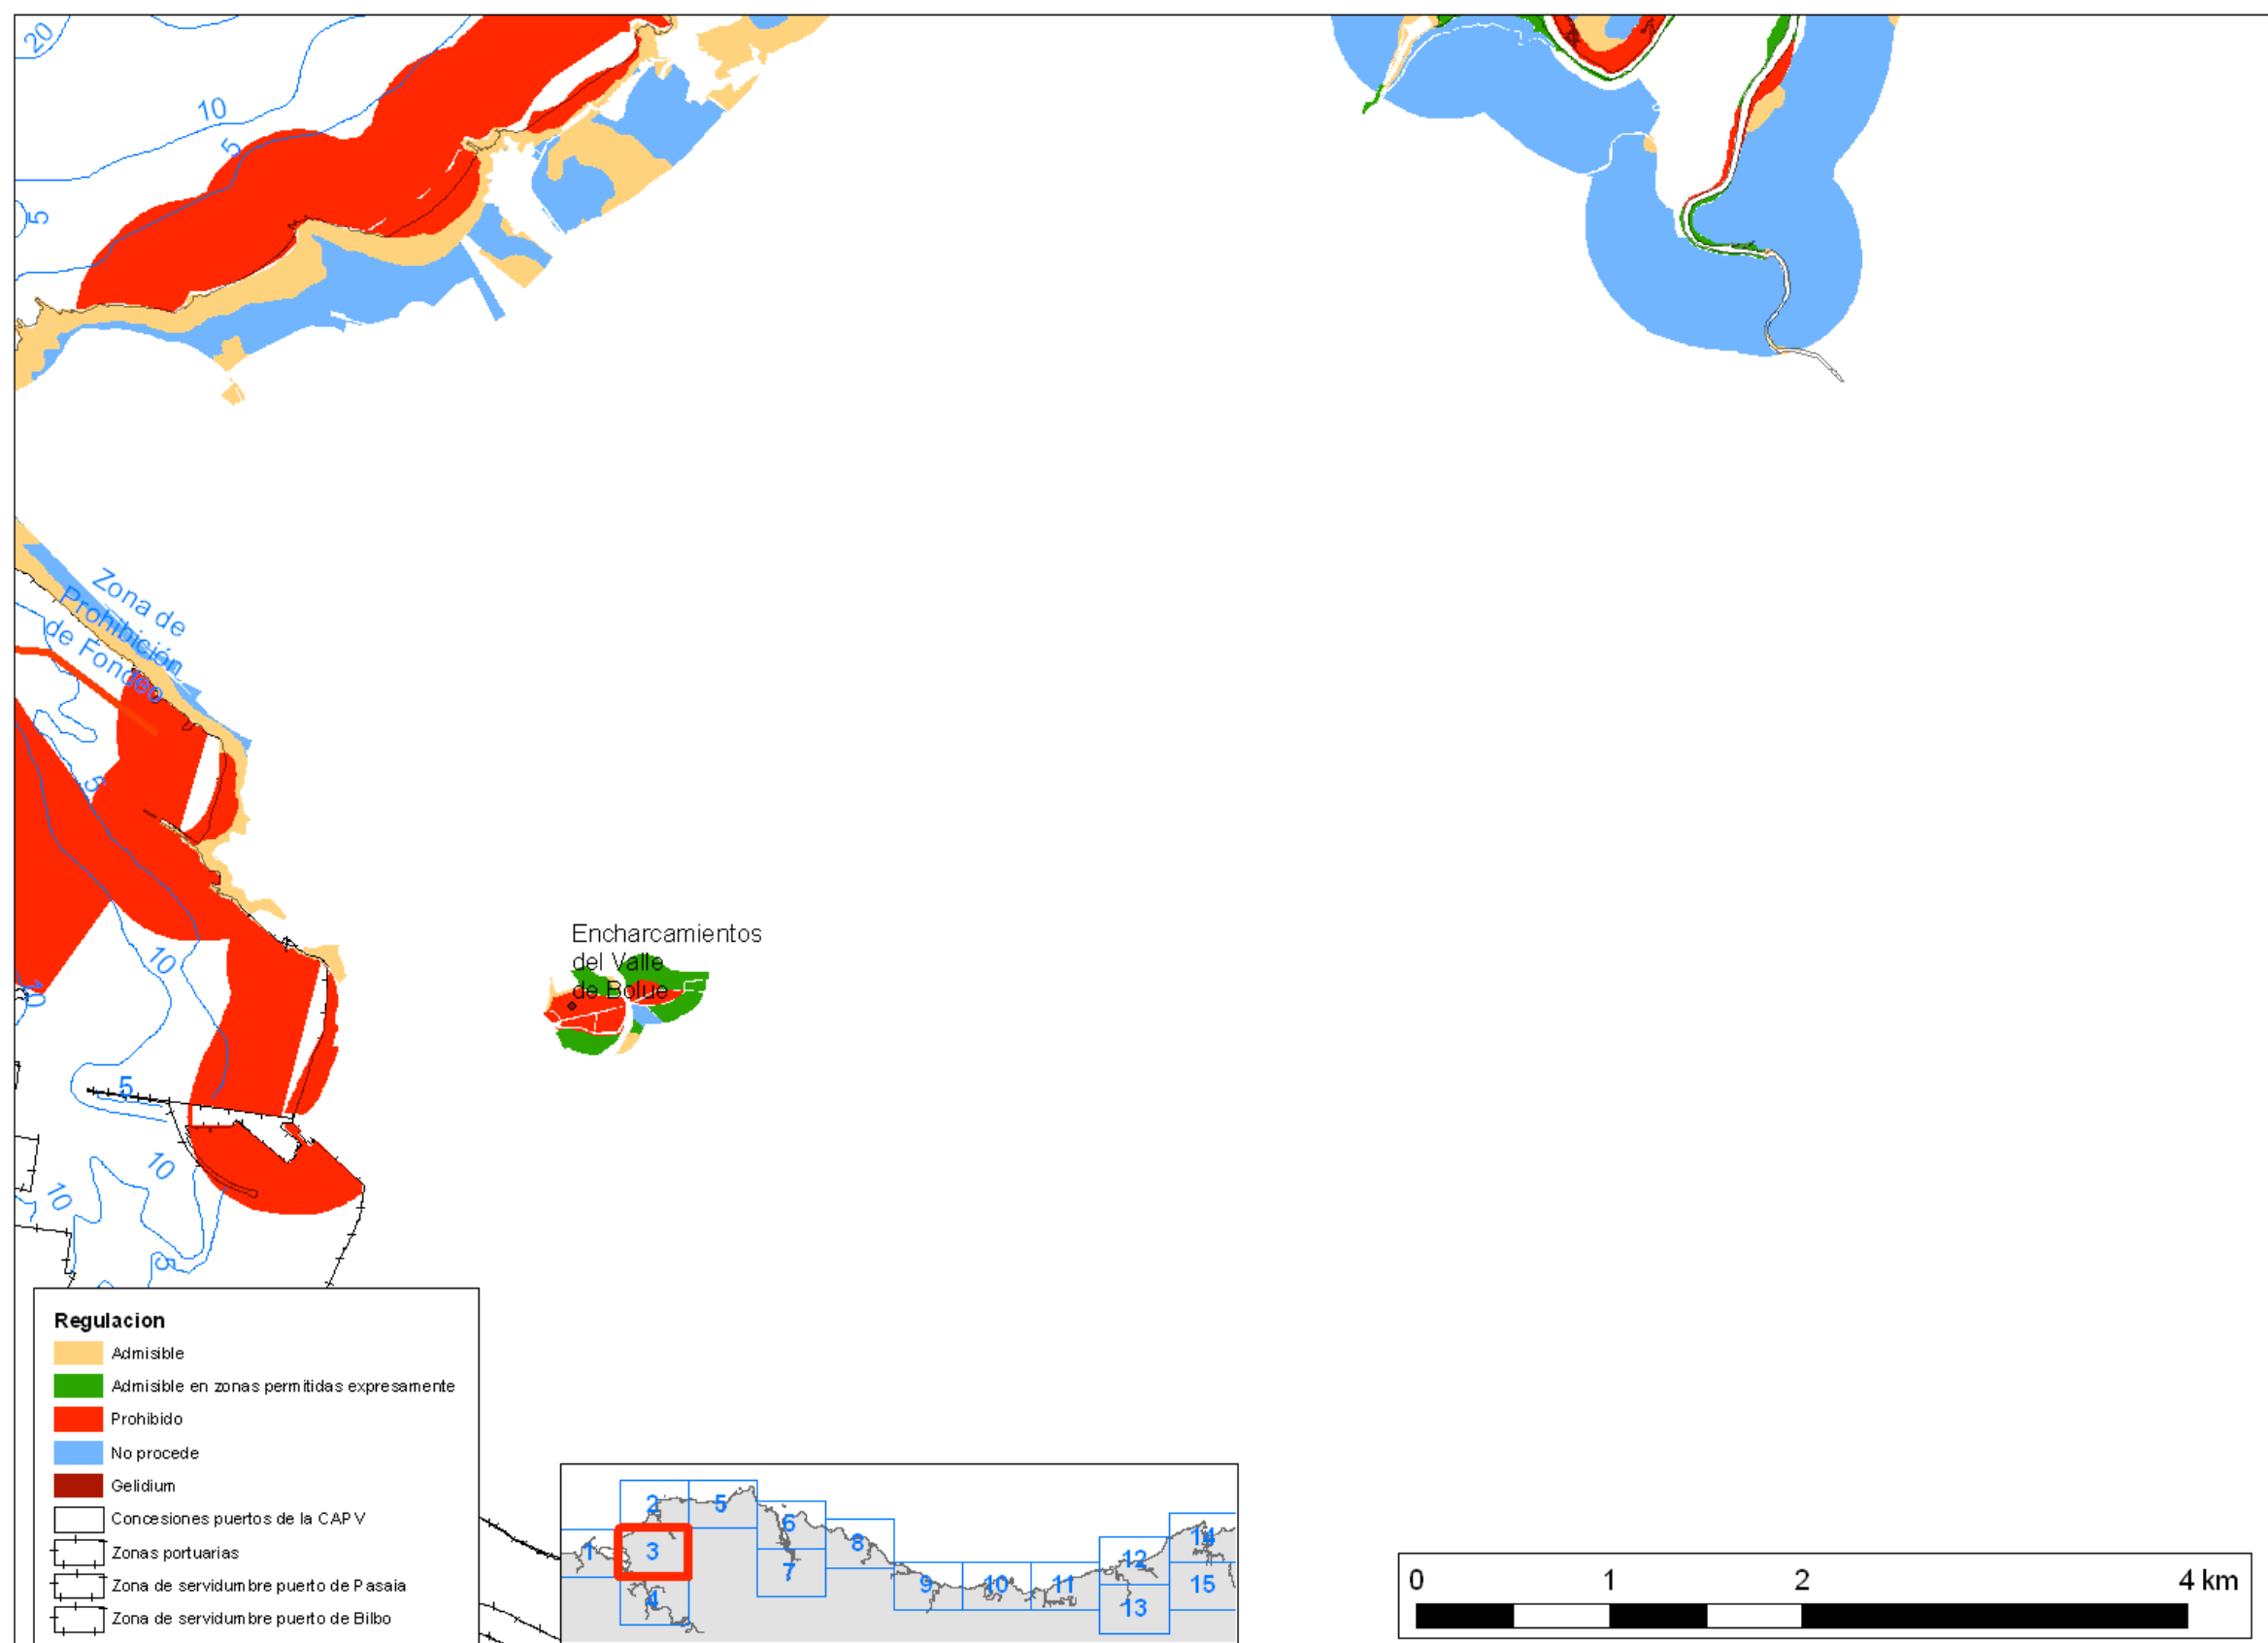 20
10
5
5
Zona de
Prohibición
de Fondeo
5
Encharcamientos
del Valle
de Bolue
10
10
5
10
10
5
Regulacion
Admisible
Admisible en zonas permitidas expresamente
Prohibido
No procede
Gelidium
Concesiones puertos de la CAPV
Zonas portuarias
Zona de servidumbre puerto de Pasaia
Zona de servidumbre puerto de Bilbo
1
2
3
4
5
6
7
8
9
10
11
12
13
14
15
0 1 2 4 km